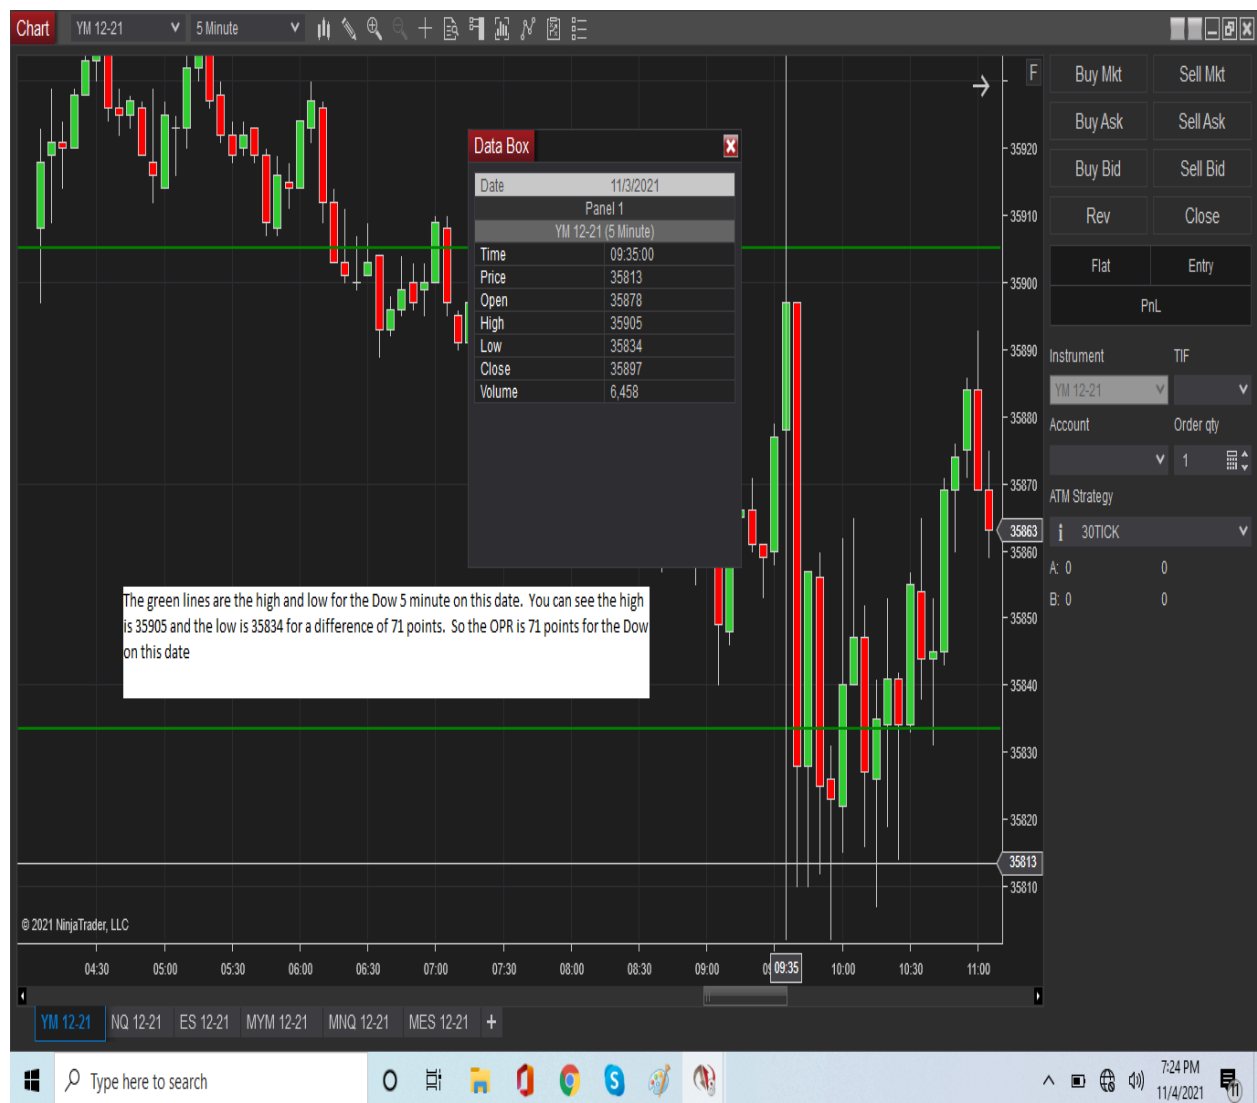 Chart YM 12-21 5 Minute
F
Buy Mkt Sell Mkt
Buy Ask Sell Ask
Buy Bid Sell Bid
Rev Close
Flat Entry
PnL
Instrument TIF
YM 12-21
Account Order qty
1
ATM Strategy
i 30TICK
A: 0 0
B: 0 0
Data Box
Date 11/3/2021
Panel 1
YM 12-21 (5 Minute)
Time 09:35:00
Price 35813
Open 35878
High 35905
Low 35834
Close 35897
Volume 6,458
35920
35910
35900
35890
35880
35870
35863
35860
35850
35840
35830
35820
35813
35810
The green lines are the high and low for the Dow 5 minute on this date. You can see the high
is 35905 and the low is 35834 for a difference of 71 points. So the OPR is 71 points for the Dow
on this date
© 2021 NinjaTrader, LLC
04:30 05:00 05:30 06:00 06:30 07:00 07:30 08:00 08:30 09:00 09:35 10:00 10:30 11:00
YM 12-21 NQ 12-21 ES 12-21 MYM 12-21 MNQ 12-21 MES 12-21 +
Type here to search
7:24 PM
11/4/2021
11